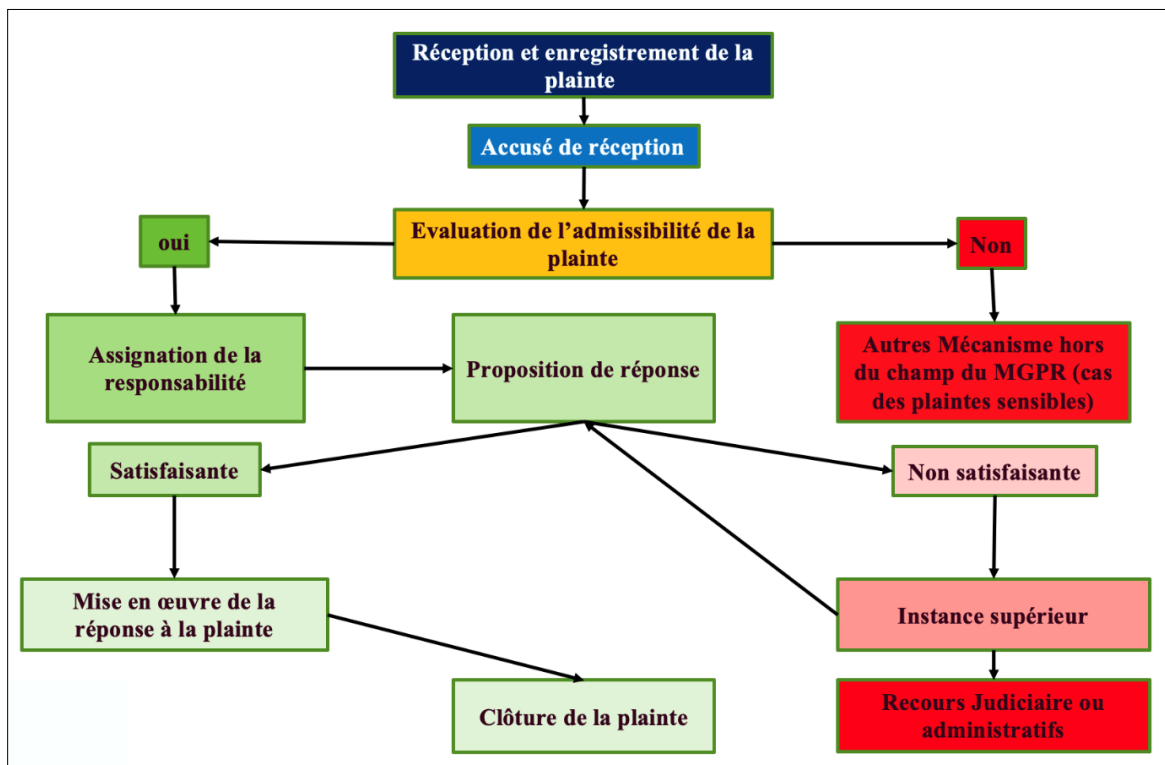 Réception et enregistrement de la
plainte
Accusé de réception
oui
Evaluation de l’admissibilité de la
plainte
Non
Assignation de la
responsabilité
Proposition de réponse
Autres Mécanisme hors
du champ du MGPR (cas
des plaintes sensibles)
Satisfaisante
Non satisfaisante
Mise en œuvre de la
réponse à la plainte
Instance supérieur
Clôture de la plainte
Recours Judiciaire ou
administratifs